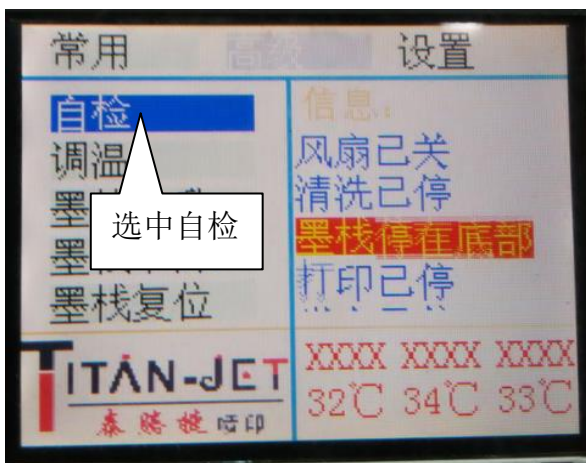 常用 高级 设置
自检
调温
选中自检
墨栈复位
信息:
风扇已关
清洗已停
墨栈停在底部
打印已停
TITAN-JET
泰腾捷喷印
XXXX XXXX XXXX
32℃ 34℃ 33℃